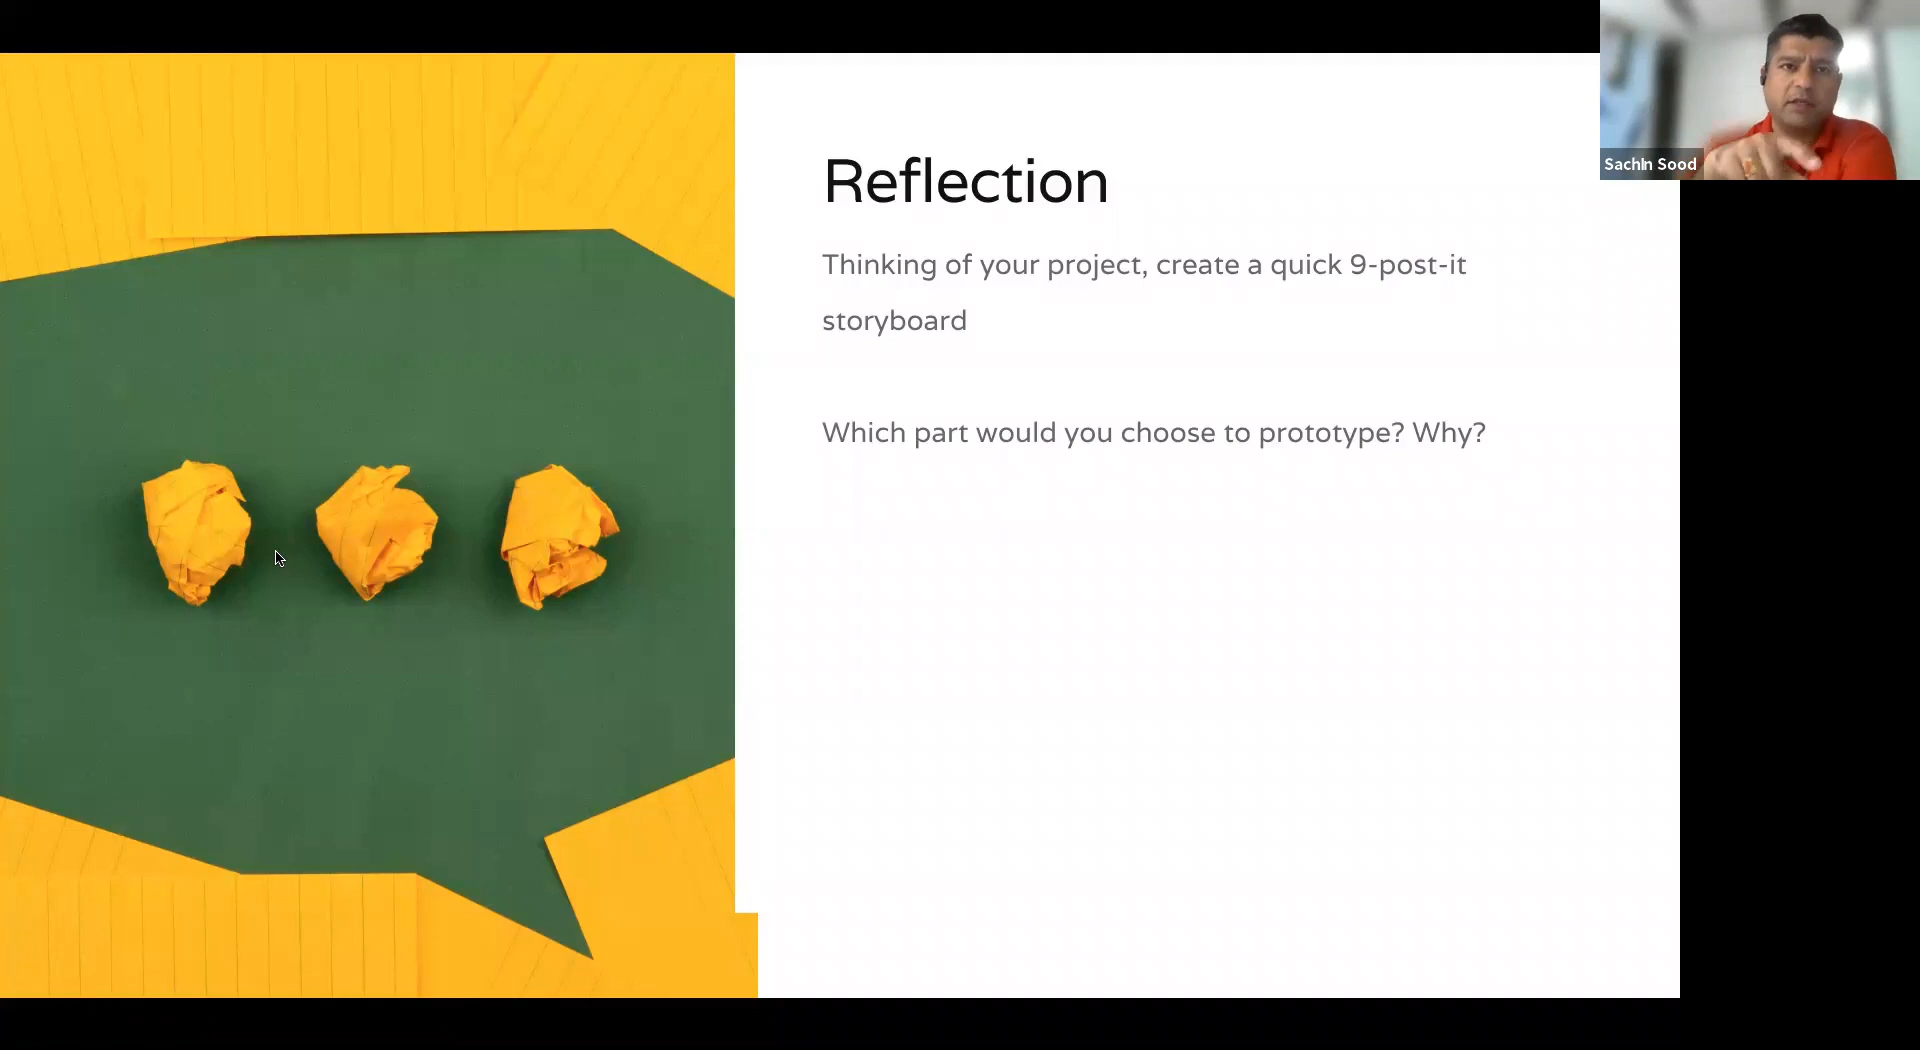 Reflection
Thinking of your project, create a quick 9-post-it
storyboard
Which part would you choose to prototype? Why?
Sachin Sood